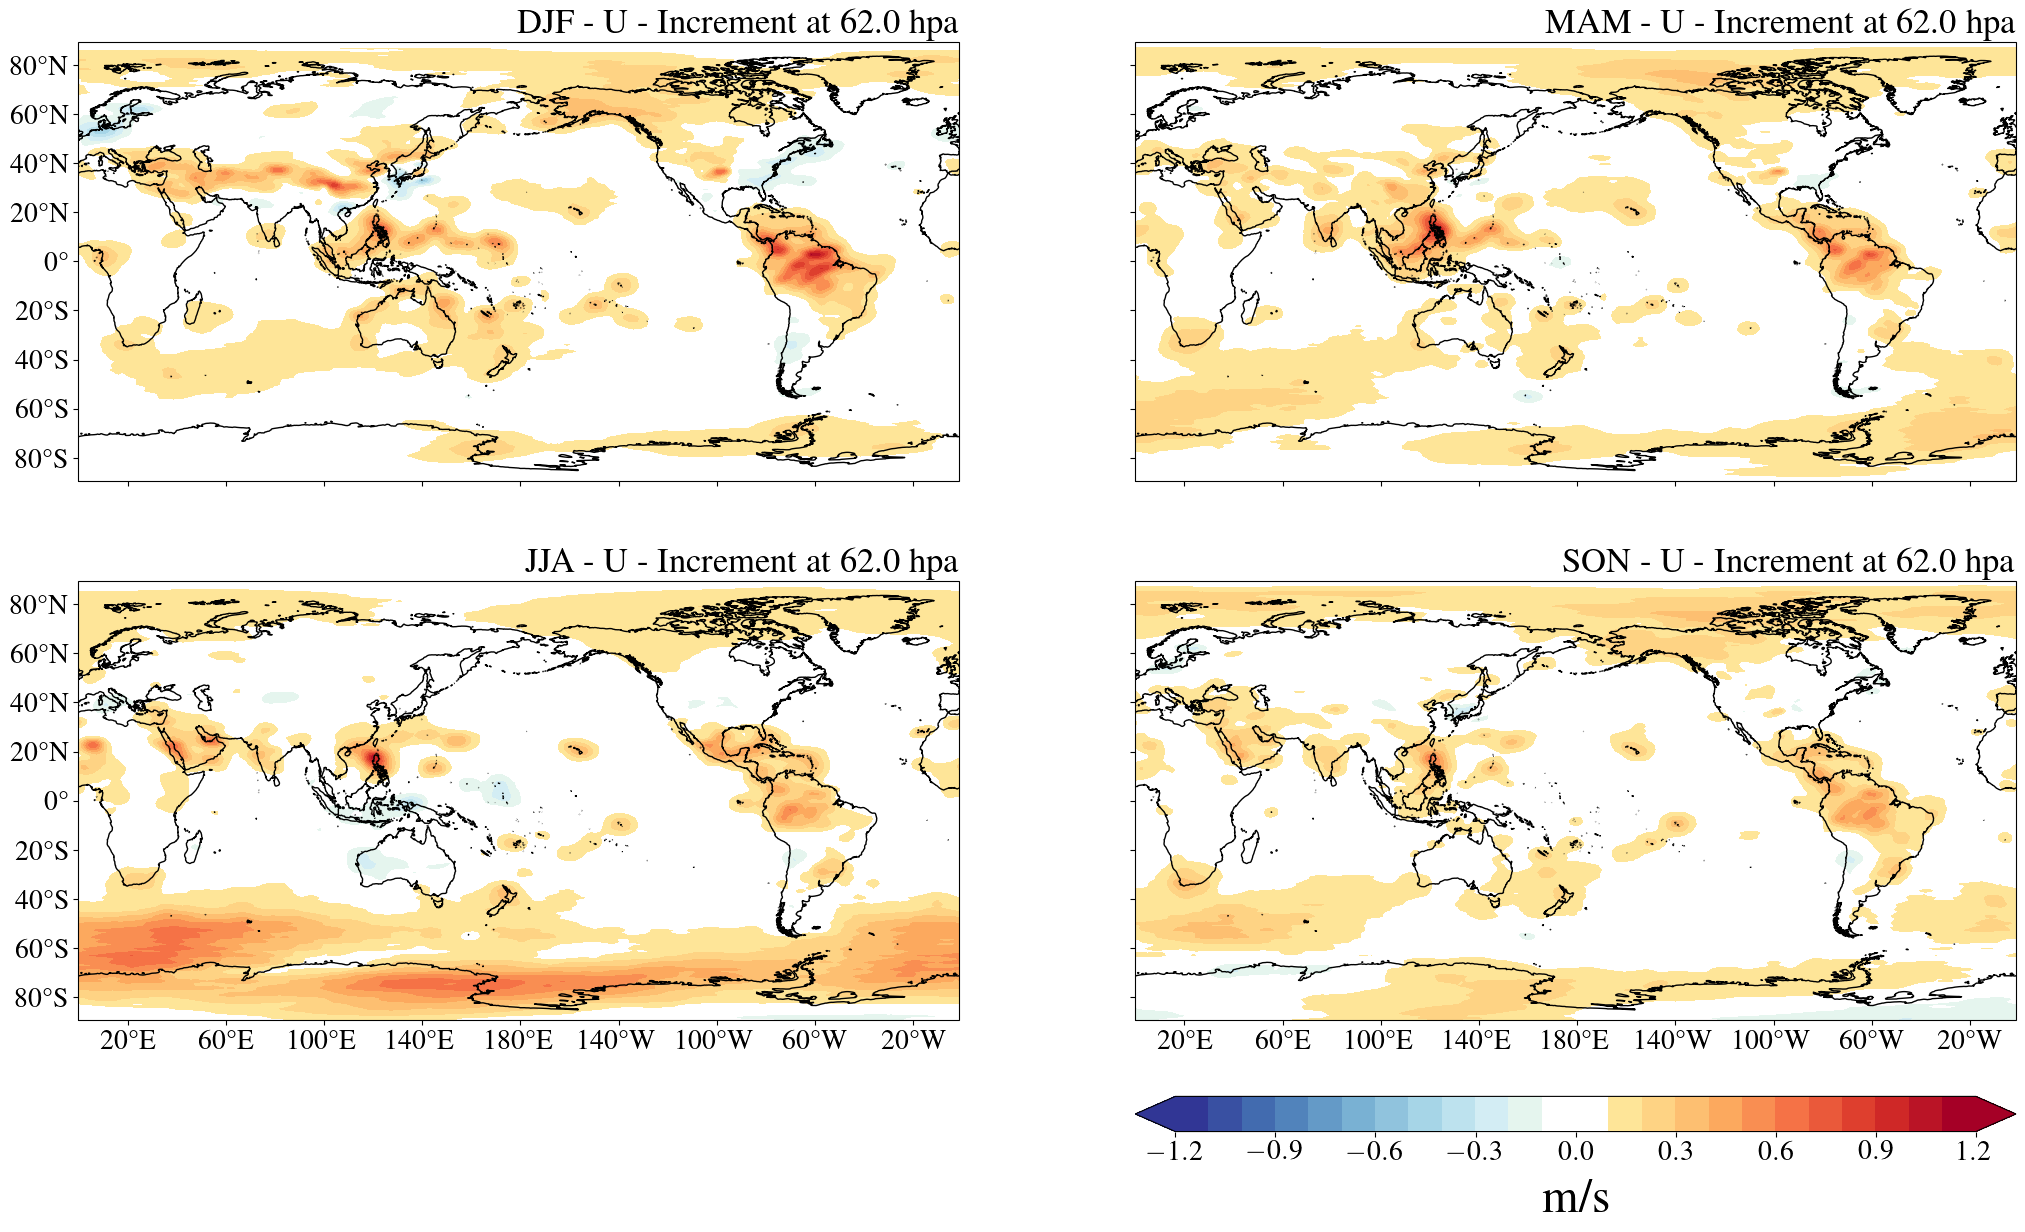 DJF - U - Increment at 62.0 hpa
MAM - U - Increment at 62.0 hpa
80°N
60°N
40°N
20°N
0°
20°S
40°S
60°S
80°S
JJA - U - Increment at 62.0 hpa
SON - U - Increment at 62.0 hpa
80°N
60°N
40°N
20°N
0°
20°S
40°S
60°S
80°S
20°E 60°E 100°E 140°E 180°E 140°W 100°W 60°W 20°W
20°E 60°E 100°E 140°E 180°E 140°W 100°W 60°W 20°W
−1.2 −0.9 −0.6 −0.3 0.0 0.3 0.6 0.9 1.2
m/s